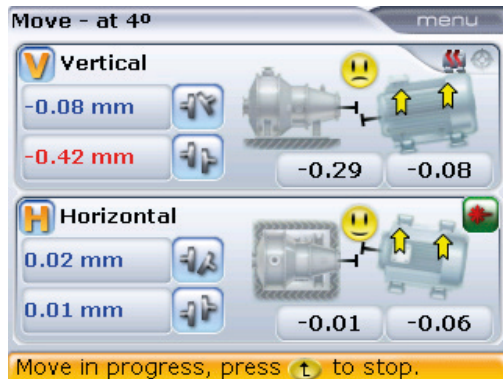 Move - at 4º
menu
V Vertical
-0.08 mm
-0.42 mm
-0.29
-0.08
H Horizontal
0.02 mm
0.01 mm
-0.01
-0.06
Move in progress, press to stop.